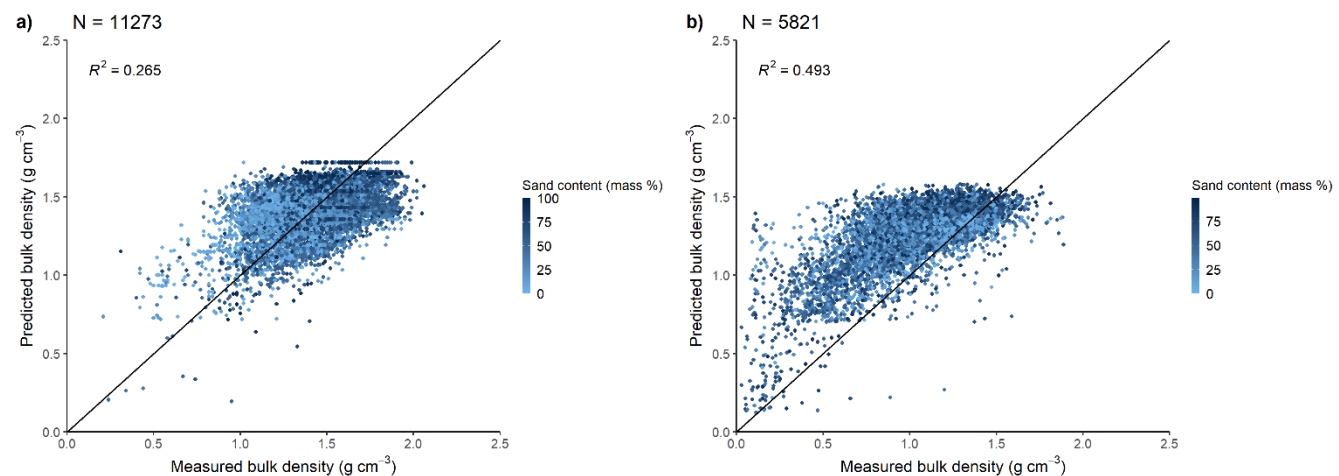 a) N = 11273
R² = 0.265
2.5
2.0
1.5
1.0
0.5
0.0
Predicted bulk density (g cm⁻³)
0.0 0.5 1.0 1.5 2.0 2.5
Measured bulk density (g cm⁻³)
Sand content (mass %)
100
75
50
25
0
b) N = 5821
R² = 0.493
2.5
2.0
1.5
1.0
0.5
0.0
Predicted bulk density (g cm⁻³)
0.0 0.5 1.0 1.5 2.0 2.5
Measured bulk density (g cm⁻³)
Sand content (mass %)
75
50
25
0